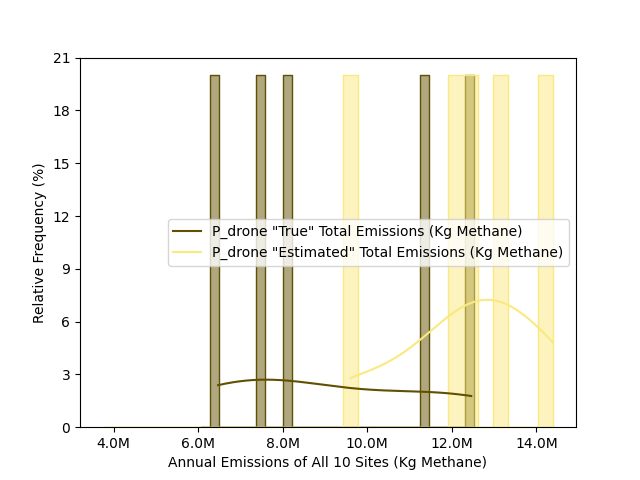 21
18
15
12
9
6
3
0
Relative Frequency (%)
P_drone "True" Total Emissions (Kg Methane)
P_drone "Estimated" Total Emissions (Kg Methane)
4.0M 6.0M 8.0M 10.0M 12.0M 14.0M
Annual Emissions of All 10 Sites (Kg Methane)